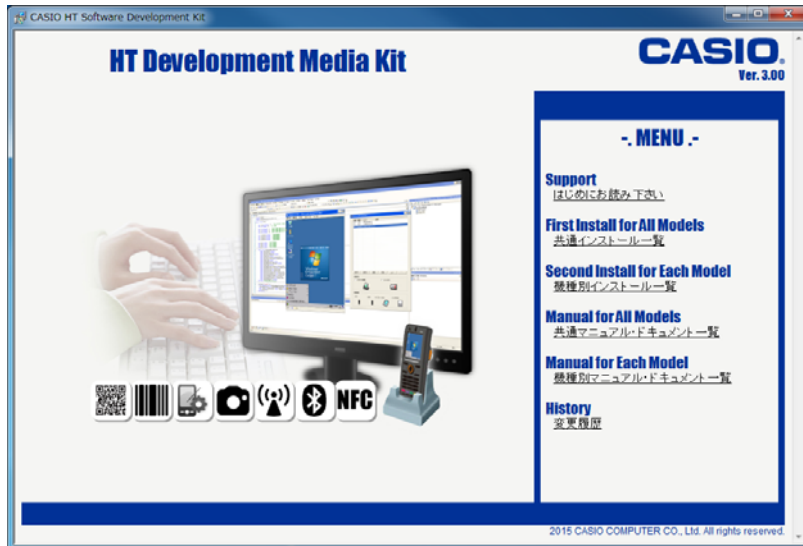 CASIO HT Software Development Kit
HT Development Media Kit
CASIO.
Ver. 3.00
-. MENU .-
Support
はじめにお読み下さい
First Install for All Models
共通インストール一覧
Second Install for Each Model
機種別インストール一覧
Manual for All Models
共通マニュアル・ドキュメント一覧
Manual for Each Model
機種別マニュアル・ドキュメント一覧
History
変更履歴
NFC
2015 CASIO COMPUTER CO., Ltd. All rights reserved.